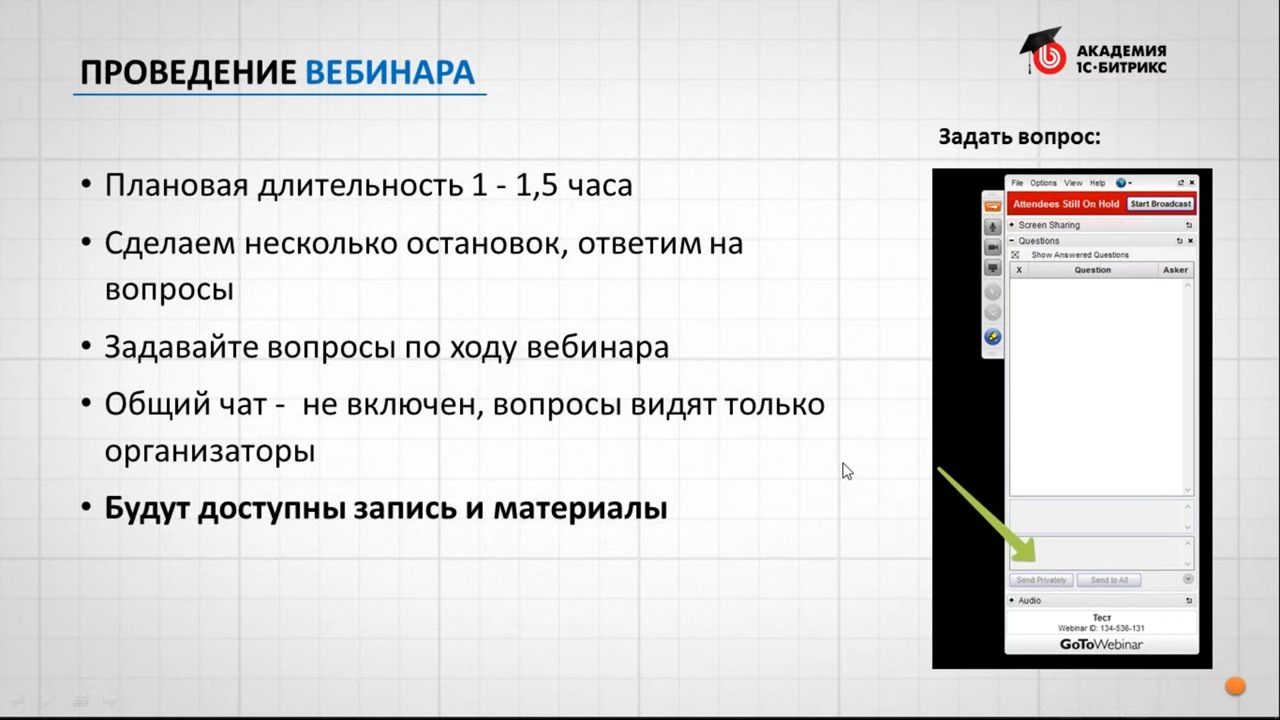 ПРОВЕДЕНИЕ ВЕБИНАРА
АКАДЕМИЯ
1С-БИТРИКС
• Плановая длительность 1 - 1,5 часа
• Сделаем несколько остановок, ответим на
вопросы
• Задавайте вопросы по ходу вебинара
• Общий чат - не включен, вопросы видят только
организаторы
• Будут доступны запись и материалы
Задать вопрос:
File Options View Help
Attendees Still On Hold Start Broadcast
Screen Sharing
Questions
Show Answered Questions
X Question Asker
Send Privately Send to All
Audio
Тест
Webinar ID: 134-536-131
GoToWebinar